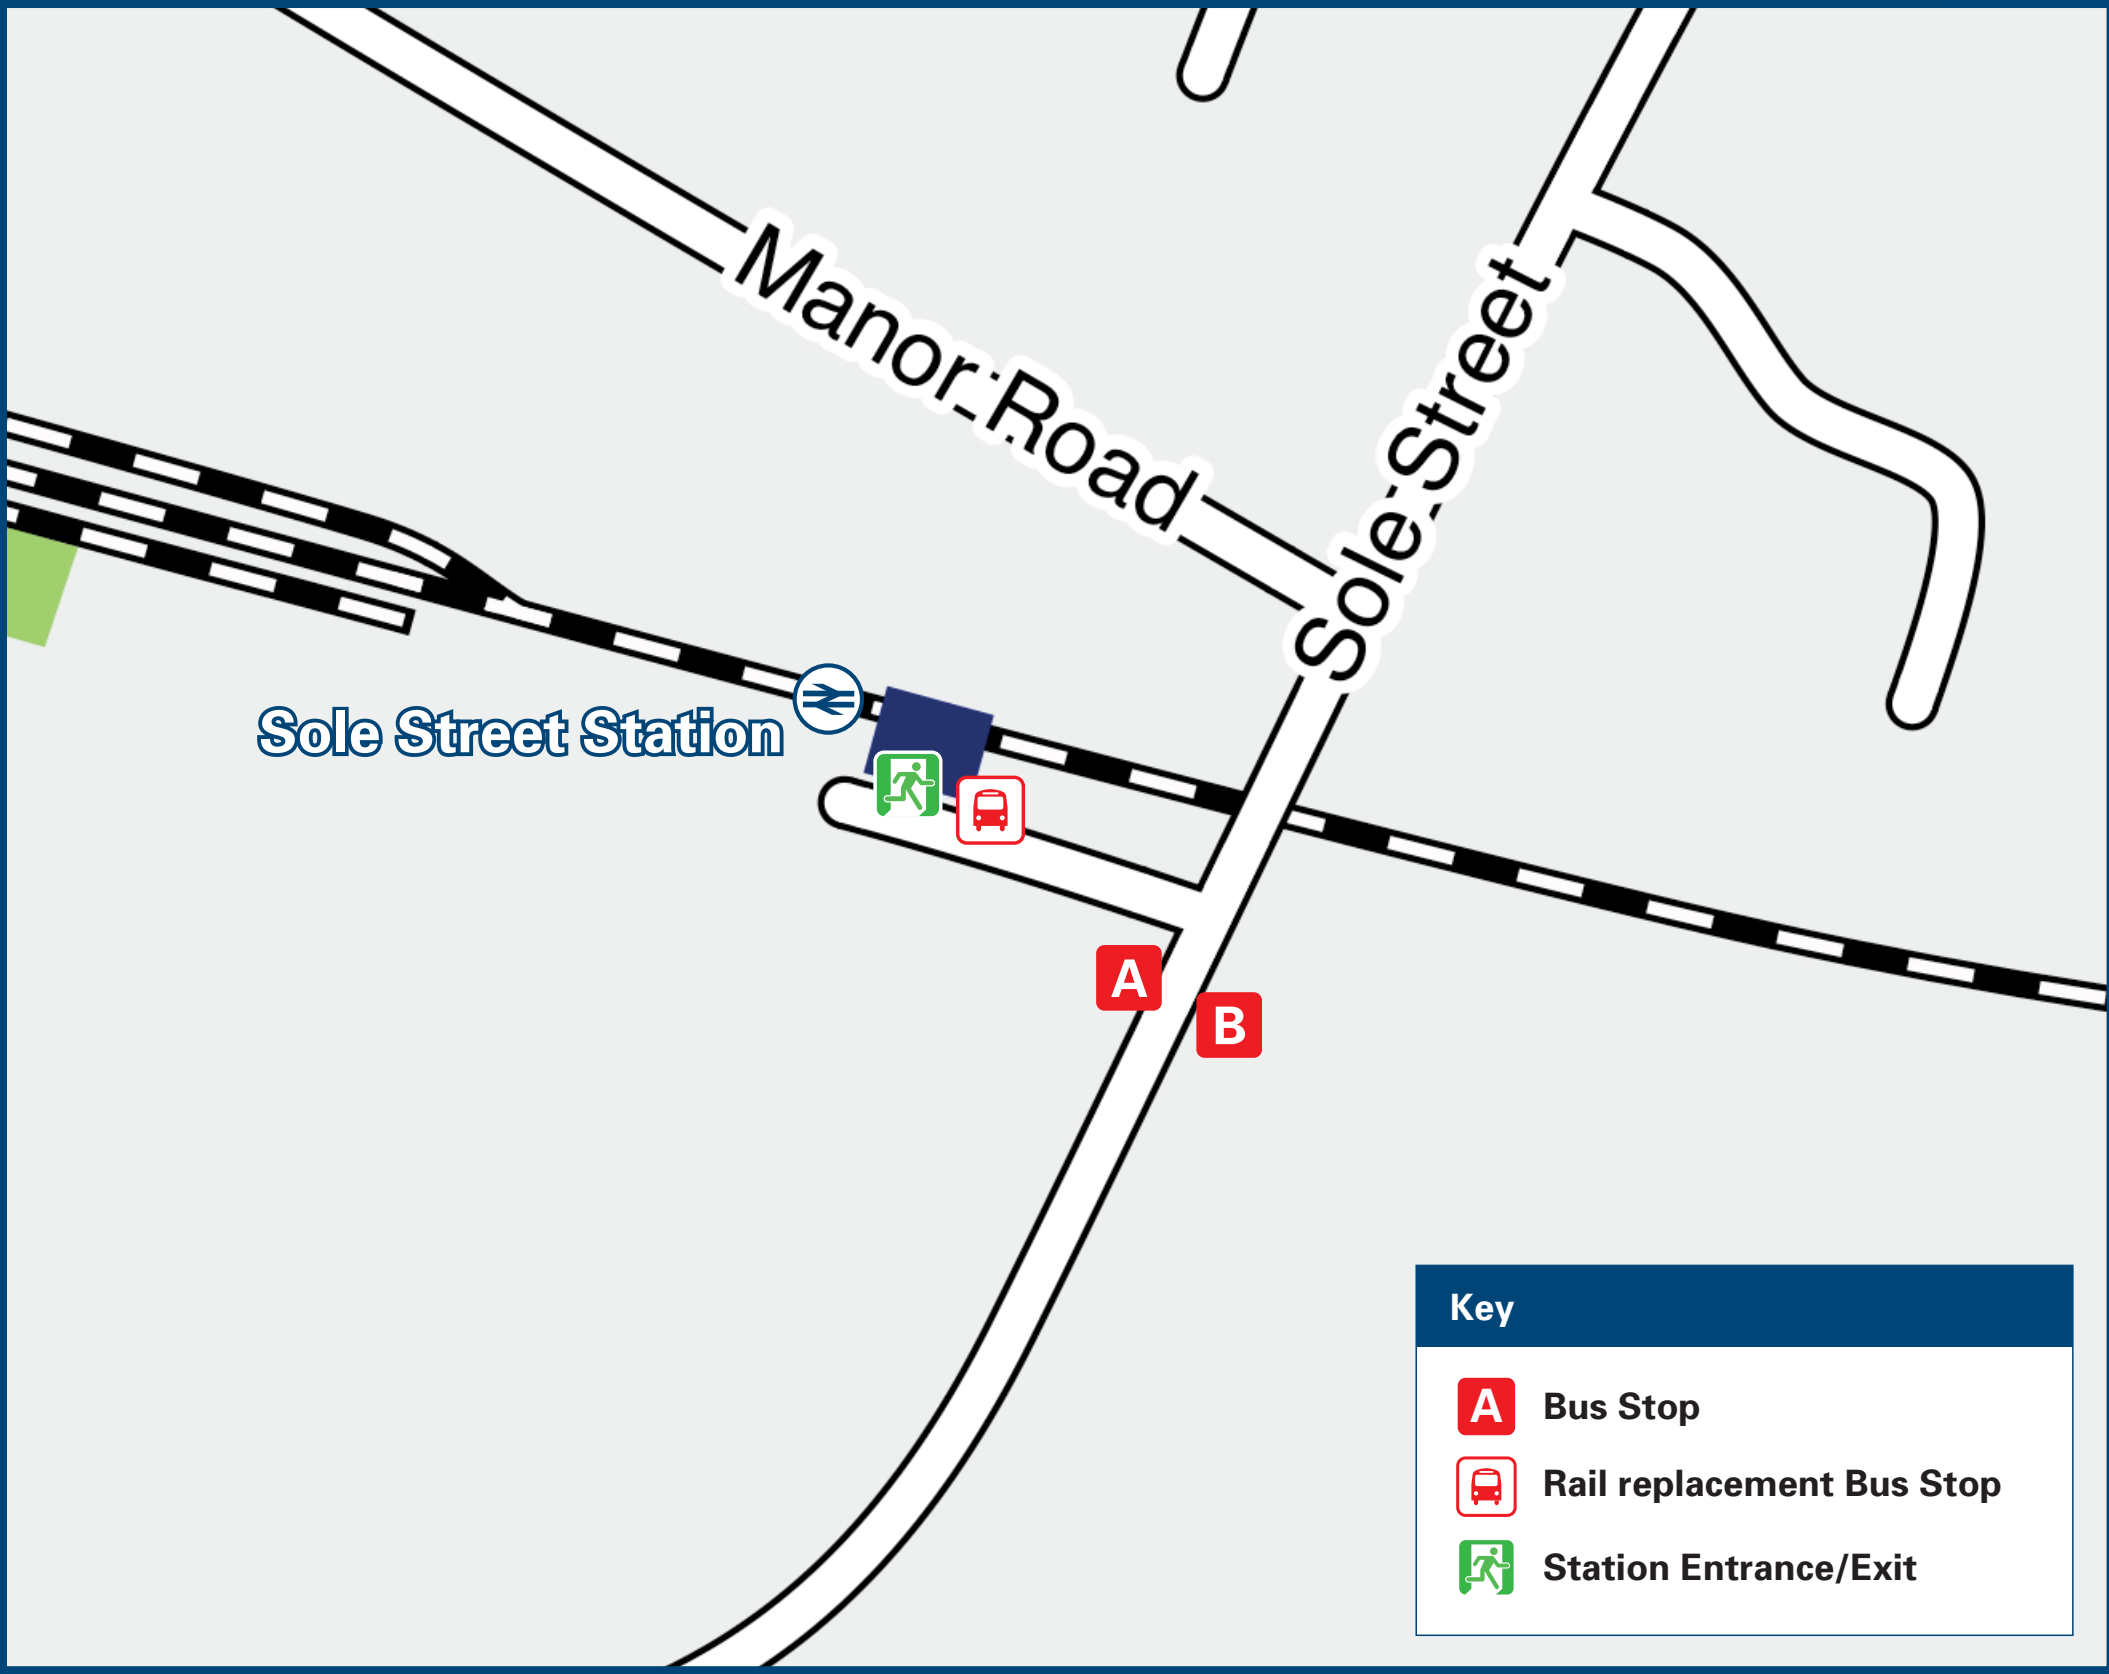 Manor Road
Sole Street
Sole Street Station
A
B
Key
A Bus Stop
Rail replacement Bus Stop
Station Entrance/Exit